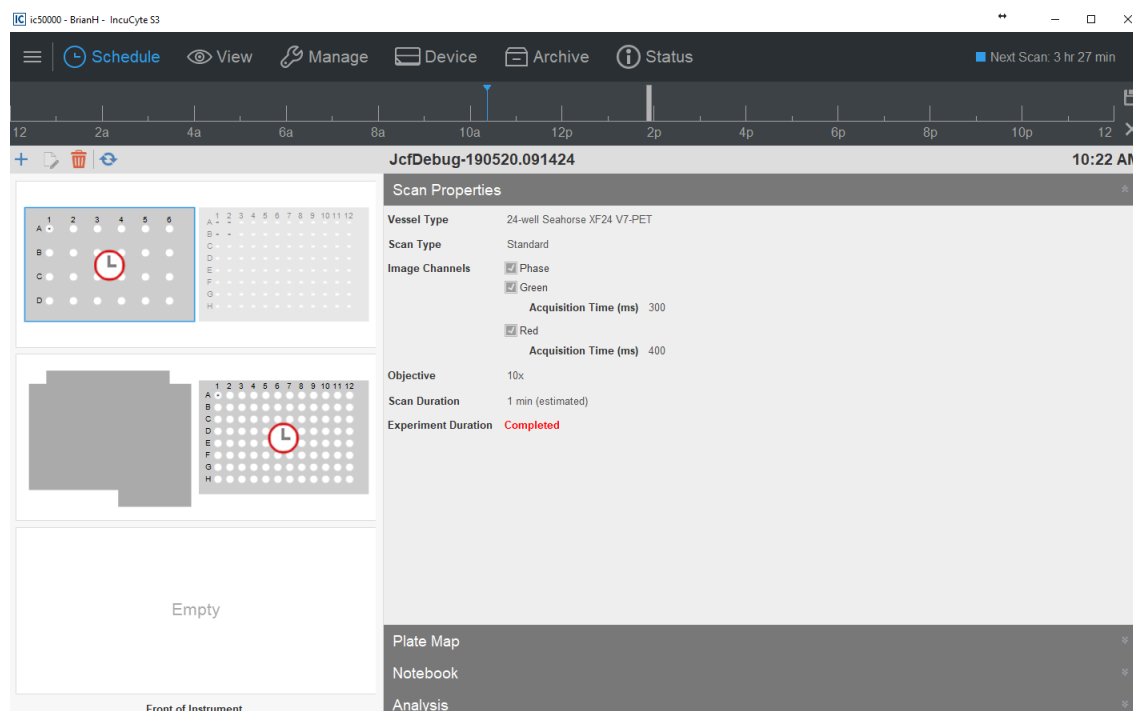 IC ic50000 - BrianH - IncuCyte S3
Schedule View Manage Device Archive Status Next Scan: 3 hr 27 min
12 2a 4a 6a 8a 10a 12p 2p 4p 6p 8p 10p 12
JcfDebug-190520.091424 10:22 AM
Scan Properties
1 2 3 4 5 6
A
B
C
D
1 2 3 4 5 6 7 8 9 10 11 12
A
B
C
D
E
F
G
H
Vessel Type 24-well Seahorse XF24 V7-PET
Scan Type Standard
Image Channels Phase
Green
Acquisition Time (ms) 300
Red
Acquisition Time (ms) 400
Objective 10x
Scan Duration 1 min (estimated)
Experiment Duration Completed
1 2 3 4 5 6 7 8 9 10 11 12
A
B
C
D
E
F
G
H
Empty
Plate Map
Notebook
Analysis
Front of Instrument